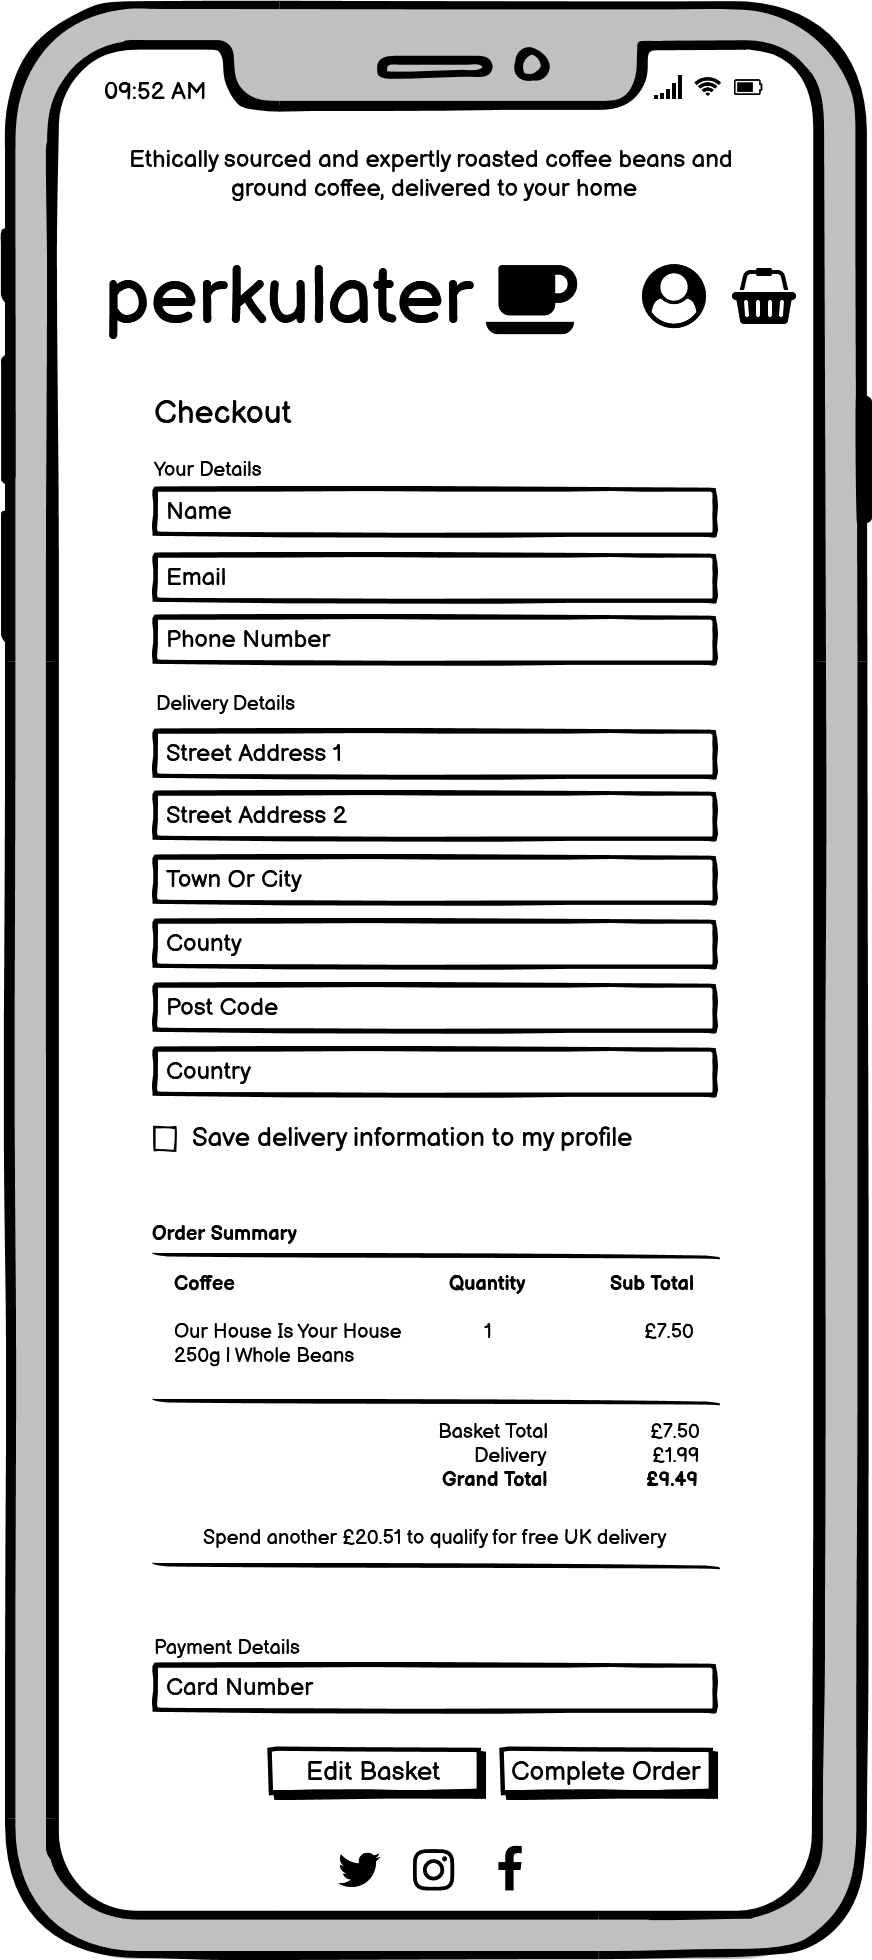 09:52 AM
Ethically sourced and expertly roasted coffee beans and
ground coffee, delivered to your home
perkulater
Checkout
Your Details
Name
Email
Phone Number
Delivery Details
Street Address 1
Street Address 2
Town Or City
County
Post Code
Country
Save delivery information to my profile
Order Summary
Coffee Quantity Sub Total
Our House Is Your House 1 £7.50
250g | Whole Beans
Basket Total £7.50
Delivery £1.99
Grand Total £9.49
Spend another £20.51 to qualify for free UK delivery
Payment Details
Card Number
Edit Basket Complete Order